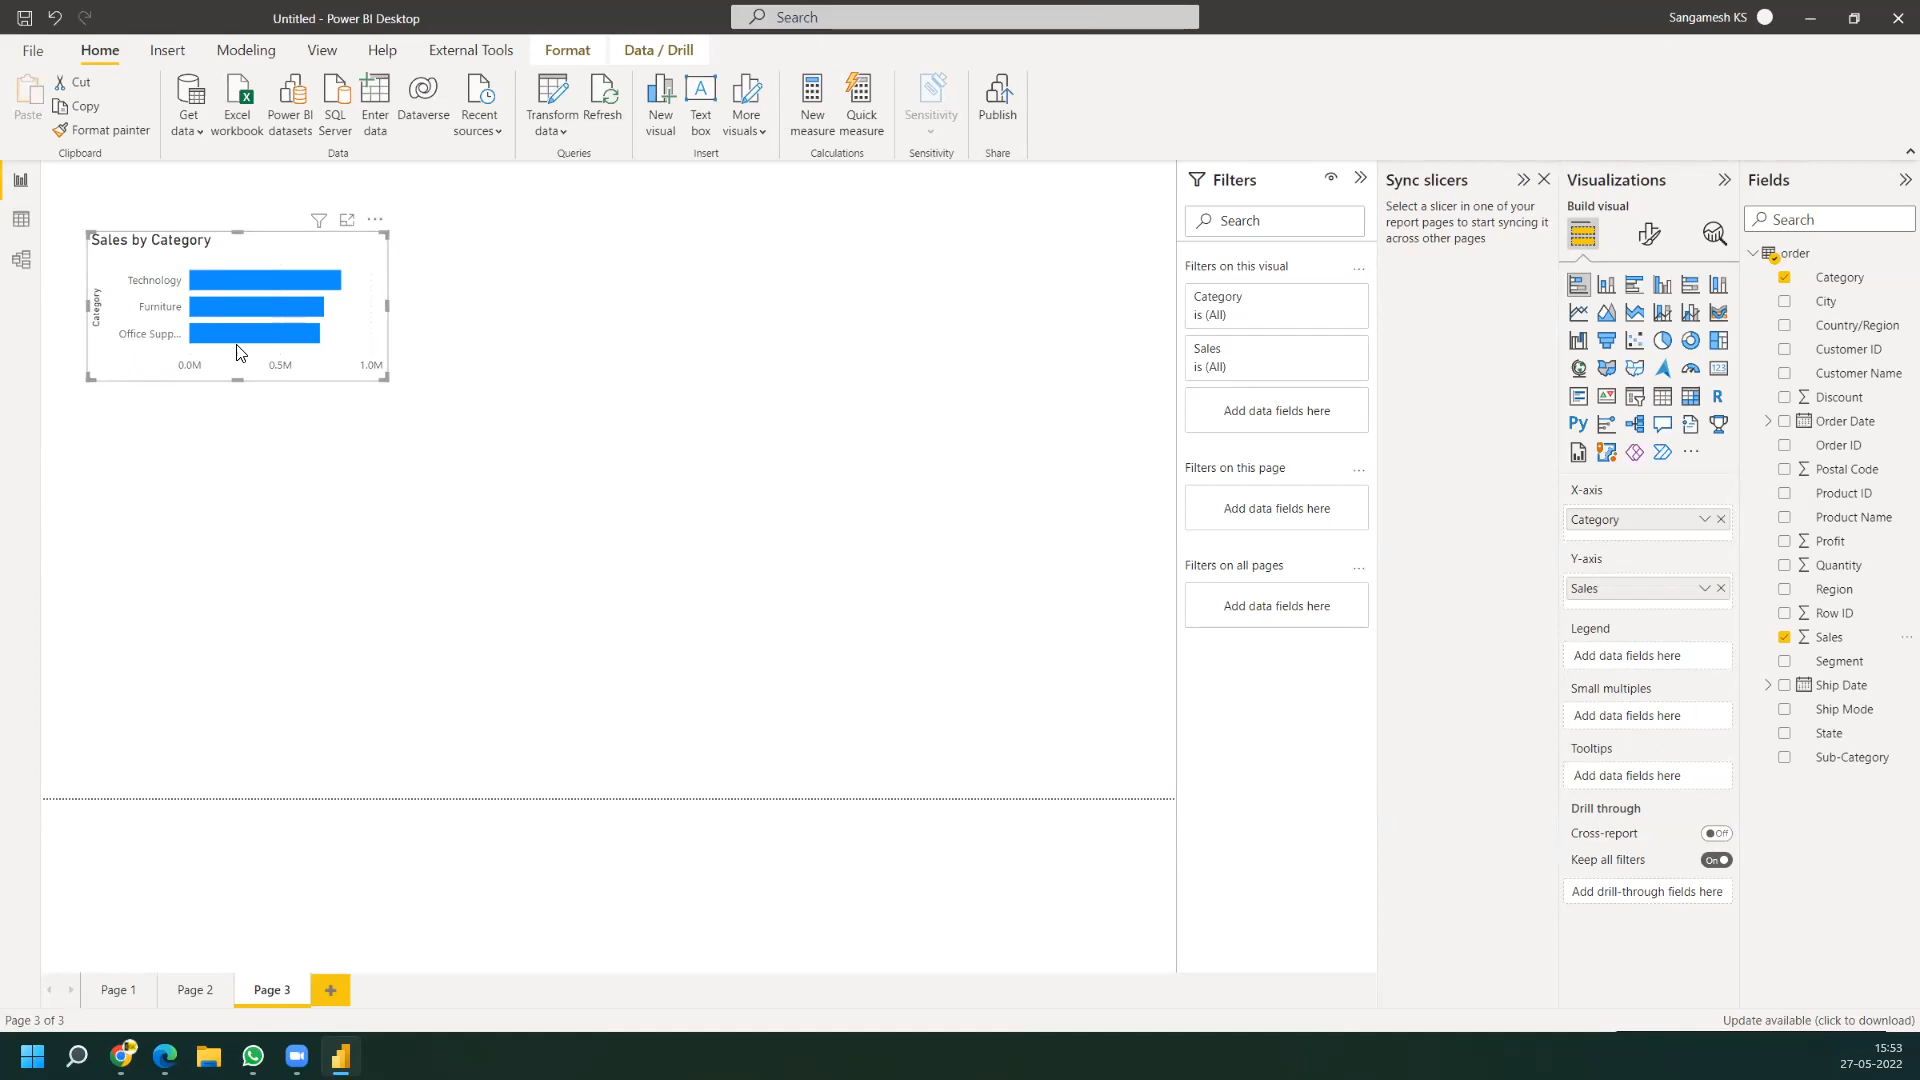 Untitled - Power BI Desktop
Search
Sangamesh KS
File
Home
Insert
Modeling
View
Help
External Tools
Format
Data / Drill
Paste
Cut
Copy
Format painter
Clipboard
Get data
Excel workbook
Power BI datasets
SQL Server
Enter data
Dataverse
Recent sources
Data
Transform data
Refresh
Queries
New visual
Text box
More visuals
Insert
New measure
Quick measure
Calculations
Sensitivity
Sensitivity
Publish
Share
Sales by Category
Category
Technology
Furniture
Office Supp...
0.0M
0.5M
1.0M
Filters
Search
Filters on this visual
Category
is (All)
Sales
is (All)
Add data fields here
Filters on this page
Add data fields here
Filters on all pages
Add data fields here
Sync slicers
Select a slicer in one of your
report pages to start syncing it
across other pages
Visualizations
Build visual
123
R
Py
X-axis
Category
Y-axis
Sales
Legend
Add data fields here
Small multiples
Add data fields here
Tooltips
Add data fields here
Drill through
Cross-report
Off
Keep all filters
On
Add drill-through fields here
Fields
Search
order
Category
City
Country/Region
Customer ID
Customer Name
Discount
Order Date
Order ID
Postal Code
Product ID
Product Name
Profit
Quantity
Region
Row ID
Sales
Segment
Ship Date
Ship Mode
State
Sub-Category
Page 1
Page 2
Page 3
Page 3 of 3
Update available (click to download)
15:53
27-05-2022